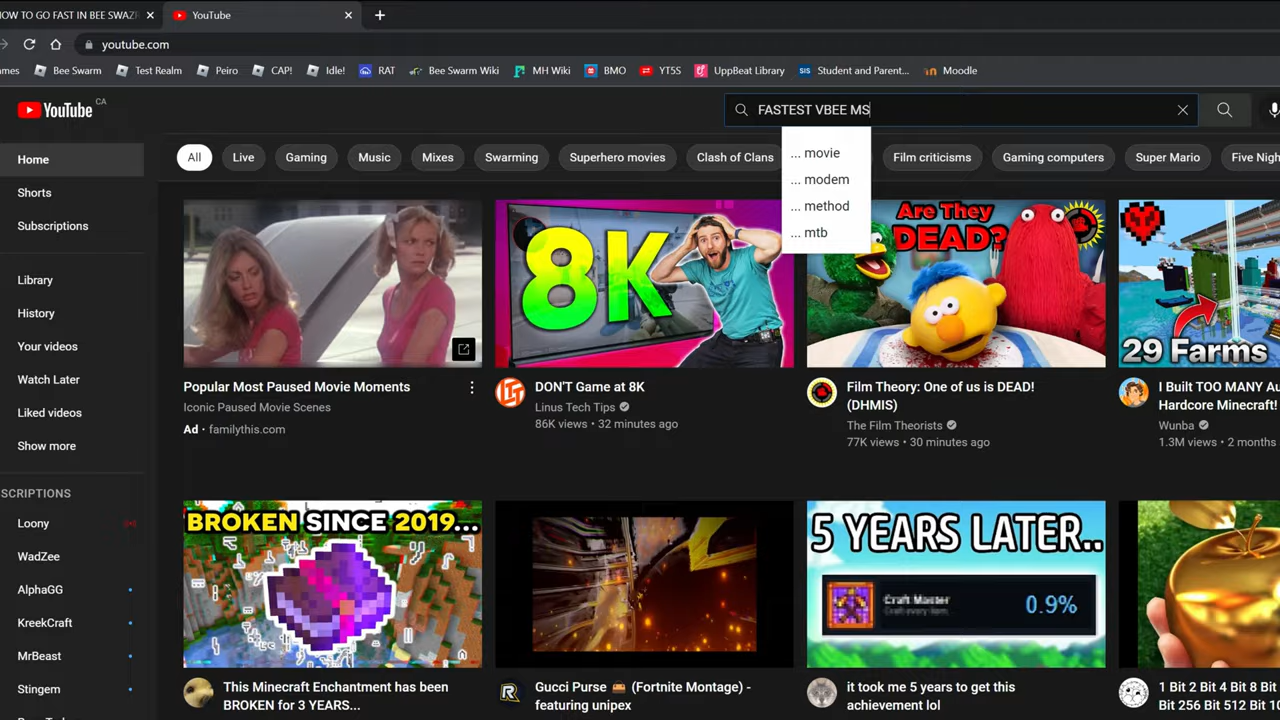 HOW TO GO FAST IN BEE SWAZ
YouTube
youtube.com
Bee Swarm
Test Realm
Peiro
CAP!
Idle!
RAT
Bee Swarm Wiki
MH Wiki
BMO
YT5S
UppBeat Library
SIS
Student and Parent...
Moodle
YouTube CA
FASTEST VBEE MS
... movie
... modem
... method
... mtb
All
Live
Gaming
Music
Mixes
Swarming
Superhero movies
Clash of Clans
Film criticisms
Gaming computers
Super Mario
Five Nigh
Home
Shorts
Subscriptions
Library
History
Your videos
Watch Later
Liked videos
Show more
SCRIPTIONS
Loony
WadZee
AlphaGG
KreekCraft
MrBeast
Stingem
8K
Are They
DEAD?
29 Farms
Popular Most Paused Movie Moments
Iconic Paused Movie Scenes
Ad · familythis.com
DON'T Game at 8K
Linus Tech Tips
86K views · 32 minutes ago
Film Theory: One of us is DEAD!
(DHMIS)
The Film Theorists
77K views · 30 minutes ago
I Built TOO MANY Au
Hardcore Minecraft!
Wunba
1.3M views · 2 months
BROKEN SINCE 2019...
5 YEARS LATER..
Craft Master
Craft every item
0.9%
This Minecraft Enchantment has been
BROKEN for 3 YEARS...
Gucci Purse 👜 (Fortnite Montage) -
featuring unipex
it took me 5 years to get this
achievement lol
1 Bit 2 Bit 4 Bit 8 Bit
Bit 256 Bit 512 Bit 10